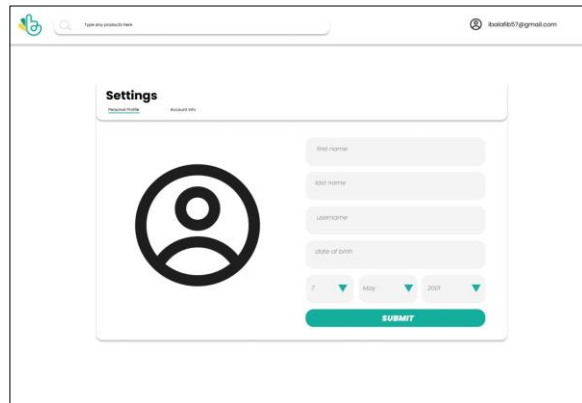 Type any products here
ibalafib57@gmail.com
Settings
Personal Profile    Account Info
first name
last name
username
date of birth
7    May    2001
SUBMIT